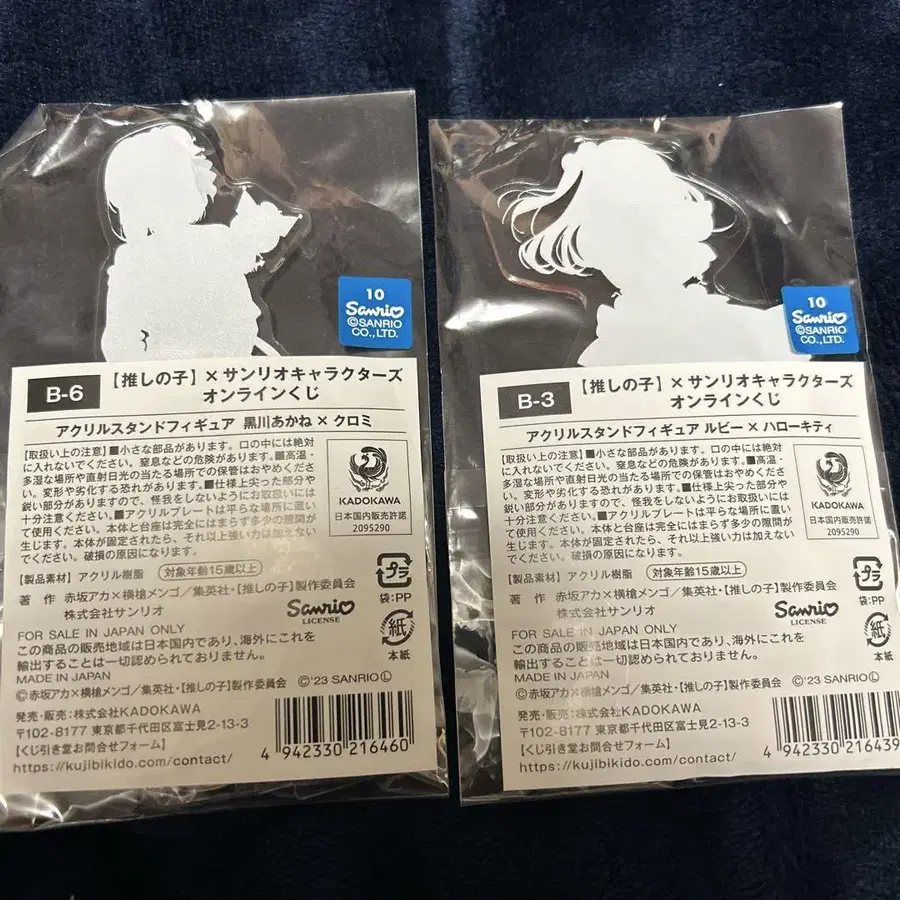 10
Sanrio
©SANRIO
CO.,LTD.
B-6
【推しの子】×サンリオキャラクターズ
オンラインくじ
アクリルスタンドフィギュア 黒川あかね×クロミ
【取扱い上の注意】■小さな部品があります。口の中には絶対
に入れないでください。窒息などの危険があります。■高温・
多湿な場所や直射日光の当たる場所での保管はおやめくださ
い。変形や劣化する恐れがあります。■仕様上尖った部分や
鋭い部分がありますので、怪我をしないようにお取扱いには
十分注意してください。■アクリルプレートは平らな場所に置い
て使用ください。本体と台座は完全にはまらず多少の隙間が
生じます。本体が固定されたら、それ以上強い力は加えない
でください。破損の原因になります。
KADOKAWA
日本国内販売許諾
2095290
【製品素材】アクリル樹脂 対象年齢15歳以上
プラ
袋:PP
著 作 赤坂アカ×横槍メンゴ/集英社・【推しの子】製作委員会
株式会社サンリオ
Sanrio
LICENSE
紙
本紙
FOR SALE IN JAPAN ONLY
この商品の販売地域は日本国内であり、海外にこれを
輸出することは一切認められておりません。
MADE IN JAPAN
©赤坂アカ×横槍メンゴ/集英社・【推しの子】製作委員会 ©'23 SANRIO Ⓛ
発売・販売:株式会社KADOKAWA
〒102-8177 東京都千代田区富士見2-13-3
【くじ引き堂お問合せフォーム】
https://kujibikido.com/contact/
4 942330 216460
10
Sanrio
©SANRIO
CO.,LTD.
B-3
【推しの子】×サンリオキャラクターズ
オンラインくじ
アクリルスタンドフィギュア ルビー×ハローキティ
【取扱い上の注意】■小さな部品があります。口の中には絶対
に入れないでください。窒息などの危険があります。■高温・
多湿な場所や直射日光の当たる場所での保管はおやめくださ
い。変形や劣化する恐れがあります。■仕様上尖った部分や
鋭い部分がありますので、怪我をしないようにお取扱いには
十分注意してください。■アクリルプレートは平らな場所に置い
て使用ください。本体と台座は完全にはまらず多少の隙間が
生じます。本体が固定されたら、それ以上強い力は加えない
でください。破損の原因になります。
KADOKAWA
日本国内販売許諾
2095290
【製品素材】アクリル樹脂 対象年齢15歳以上
プラ
袋:PP
著 作 赤坂アカ×横槍メンゴ/集英社・【推しの子】製作委員会
株式会社サンリオ
Sanrio
LICENSE
紙
本紙
FOR SALE IN JAPAN ONLY
この商品の販売地域は日本国内であり、海外にこれを
輸出することは一切認められておりません。
MADE IN JAPAN
©赤坂アカ×横槍メンゴ/集英社・【推しの子】製作委員会 ©'23 SANRIO Ⓛ
発売・販売:株式会社KADOKAWA
〒102-8177 東京都千代田区富士見2-13-3
【くじ引き堂お問合せフォーム】
https://kujibikido.com/contact/
4 942330 216439